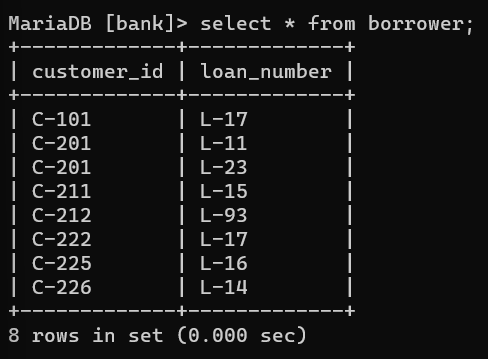 MariaDB [bank]> select * from borrower;
+-------------+-------------+
| customer_id | loan_number |
+-------------+-------------+
| C-101       | L-17        |
| C-201       | L-11        |
| C-201       | L-23        |
| C-211       | L-15        |
| C-212       | L-93        |
| C-222       | L-17        |
| C-225       | L-16        |
| C-226       | L-14        |
+-------------+-------------+
8 rows in set (0.000 sec)